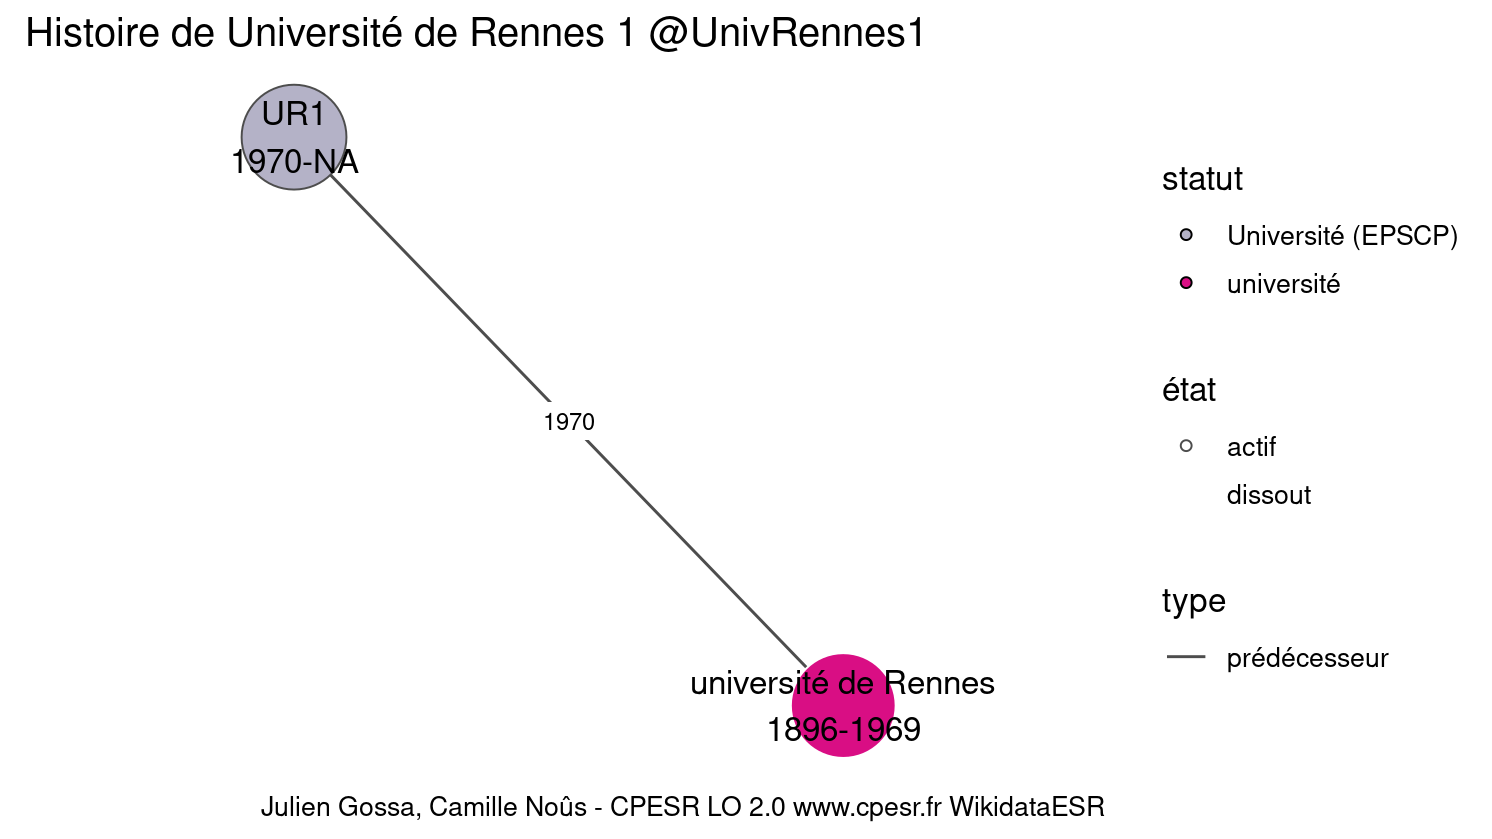 Histoire de Université de Rennes 1 @UnivRennes1
UR1
1970-NA
1970
université de Rennes
1896-1969
statut
Université (EPSCP)
université
état
actif
dissout
type
prédécesseur
Julien Gossa, Camille Noûs - CPESR LO 2.0 www.cpesr.fr WikidataESR